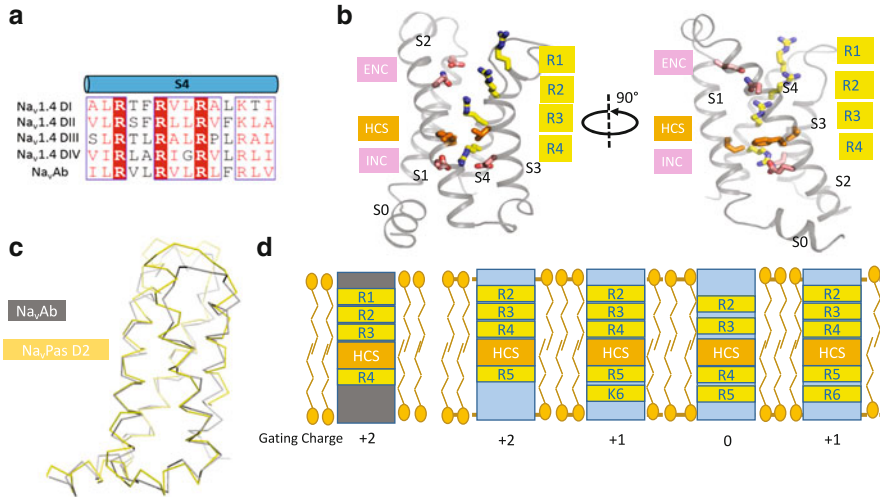 a
S4
Nav1.4 DI ALRTFRVLRALKTI
Nav1.4 DII VLRSFRLLRVFKLA
Nav1.4 DIII SLRTLRALRPLRAL
Nav1.4 DIV VIRLARIGRVLRLI
NavAb ILRVLRVLRLFRLV
b
S2
ENC
HCS
INC
S1
S4
S3
S0
R1
R2
R3
R4
90°
ENC
HCS
INC
S1
S4
S3
S2
S0
R1
R2
R3
R4
c
NavAb
NavPas D2
d
R1 R2 R2 R2
R2 R3 R3 R2 R3
R3 R4 R4 R3 R4
HCS HCS HCS HCS HCS
R4 R5 R5 R4 R5
K6 R5 R6
Gating Charge +2 +2 +1 0 +1